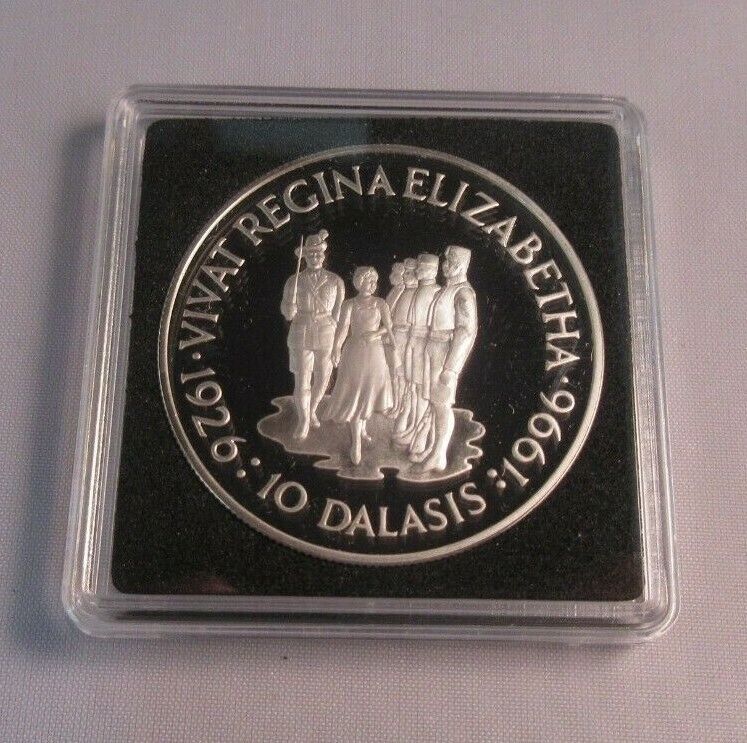 1926 · VIVAT REGINA ELIZABETHA · 1996
10 DALASIS